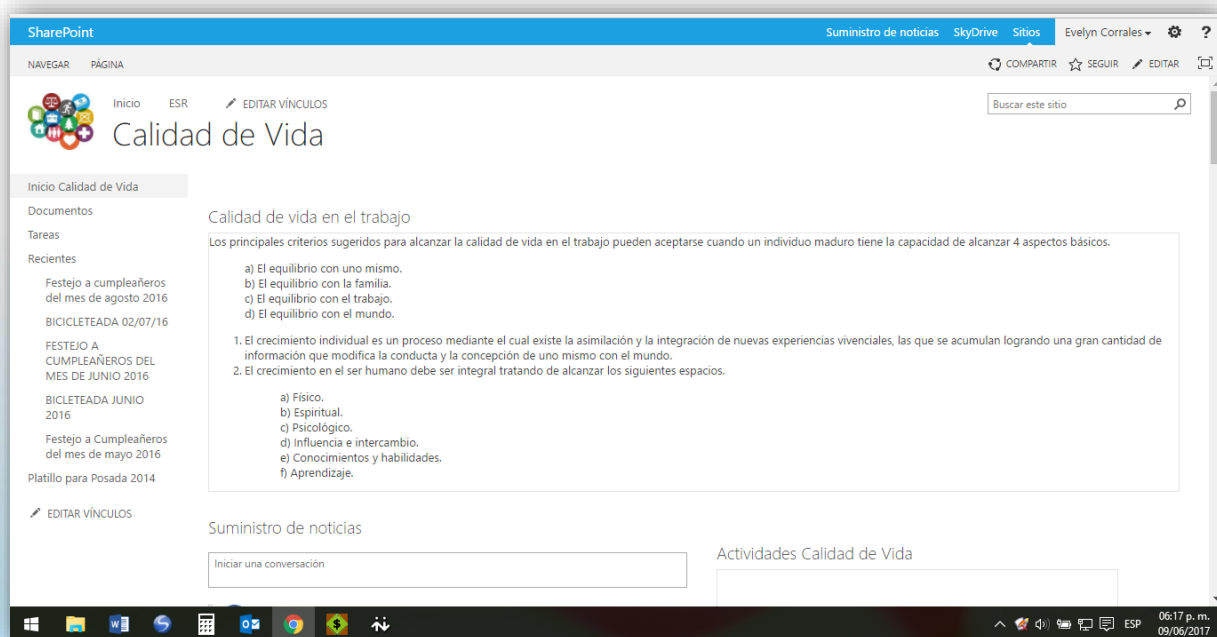 SharePoint
Suministro de noticias SkyDrive Sitios Evelyn Corrales ?
NAVEGAR PÁGINA
COMPARTIR SEGUIR EDITAR
Inicio ESR EDITAR VÍNCULOS
Buscar este sitio
Calidad de Vida
Inicio Calidad de Vida
Documentos
Tareas
Recientes
Festejo a cumpleañeros
del mes de agosto 2016
BICICLETEADA 02/07/16
FESTEJO A
CUMPLEAÑEROS DEL
MES DE JUNIO 2016
BICLETEADA JUNIO
2016
Festejo a Cumpleañeros
del mes de mayo 2016
Platillo para Posada 2014
EDITAR VÍNCULOS
Calidad de vida en el trabajo
Los principales criterios sugeridos para alcanzar la calidad de vida en el trabajo pueden aceptarse cuando un individuo maduro tiene la capacidad de alcanzar 4 aspectos básicos.
a) El equilibrio con uno mismo.
b) El equilibrio con la familia.
c) El equilibrio con el trabajo.
d) El equilibrio con el mundo.
1. El crecimiento individual es un proceso mediante el cual existe la asimilación y la integración de nuevas experiencias vivenciales, las que se acumulan logrando una gran cantidad de
información que modifica la conducta y la concepción de uno mismo con el mundo.
2. El crecimiento en el ser humano debe ser integral tratando de alcanzar los siguientes espacios.
a) Físico.
b) Espiritual.
c) Psicológico.
d) Influencia e intercambio.
e) Conocimientos y habilidades.
f) Aprendizaje.
Suministro de noticias
Iniciar una conversación
Actividades Calidad de Vida
ESP
06:17 p. m.
09/06/2017